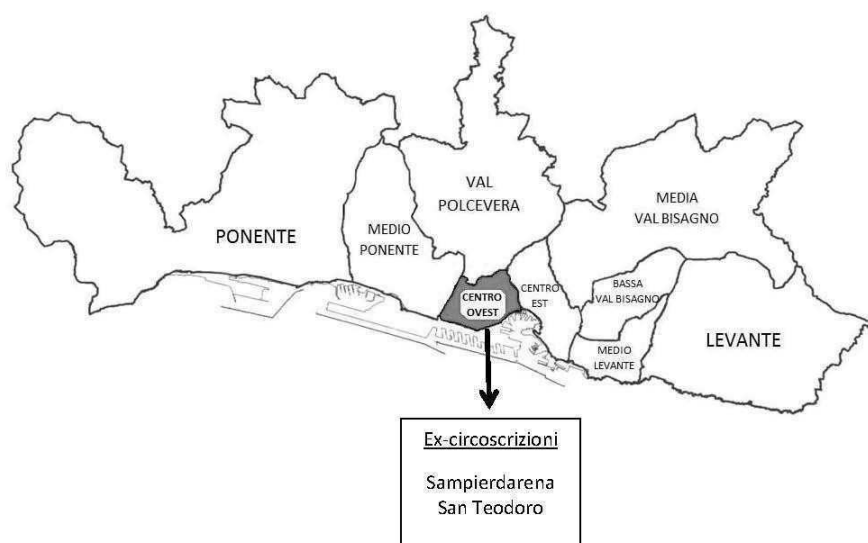 PONENTE
MEDIO
PONENTE
VAL
POLCEVERA
CENTRO
OVEST
CENTRO
EST
MEDIA
VAL BISAGNO
BASSA
VAL BISAGNO
MEDIO
LEVANTE
LEVANTE
Ex-circoscrizioni
Sampierdarena
San Teodoro